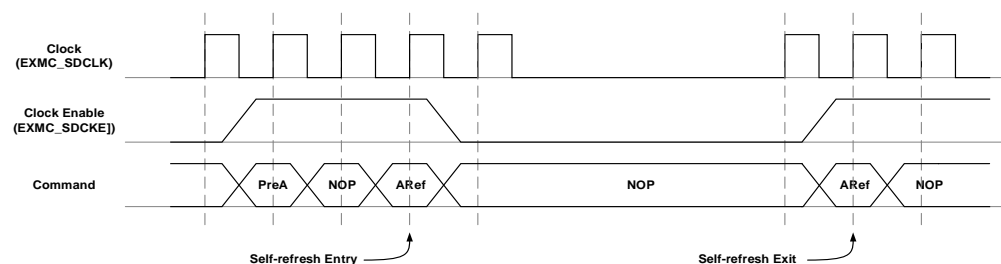 Clock
(EXMC_SDCLK)
Clock Enable
(EXMC_SDCKE])
Command
PreA
NOP
ARef
NOP
ARef
NOP
Self-refresh Entry
Self-refresh Exit